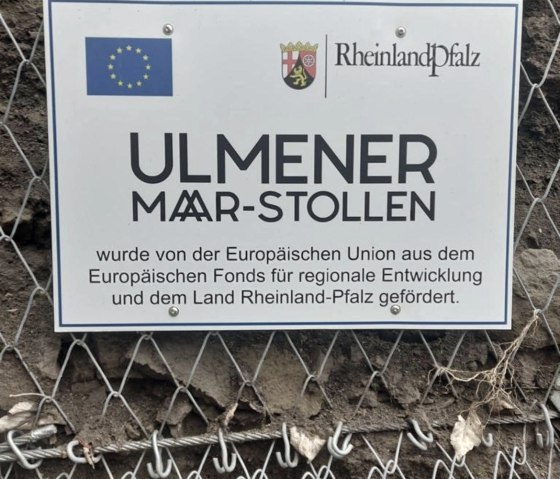 RheinlandPfalz
ULMENER
MAAR-STOLLEN
wurde von der Europäischen Union aus dem
Europäischen Fonds für regionale Entwicklung
und dem Land Rheinland-Pfalz gefördert.